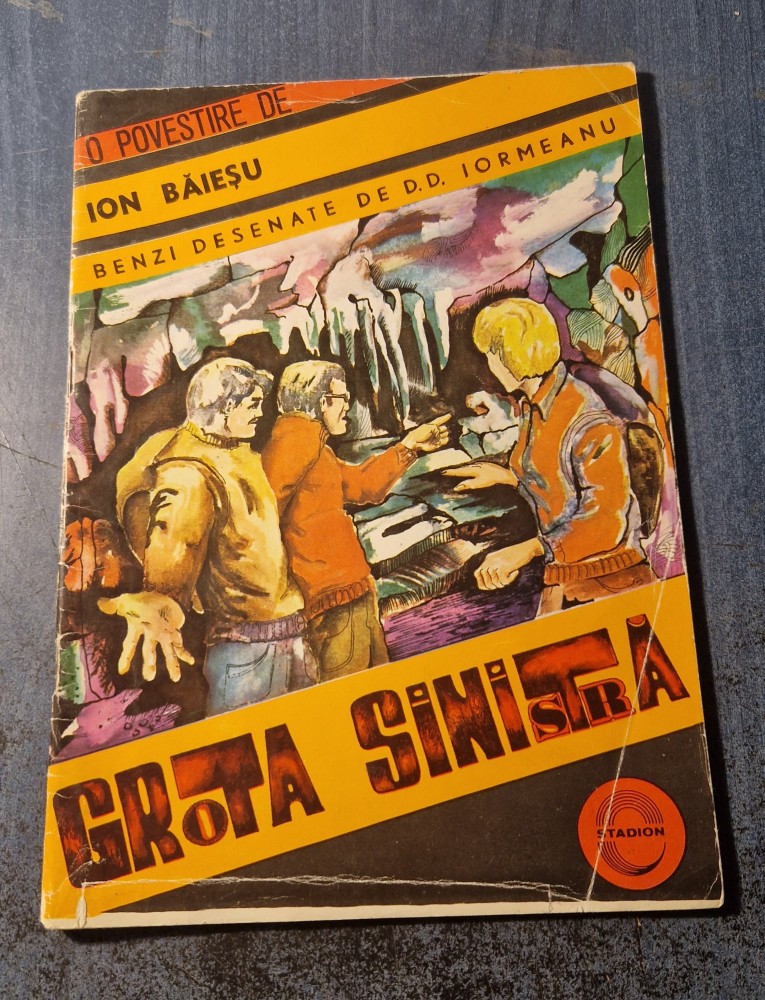 O POVESTIRE DE
ION BĂIEȘU
BENZI DESENATE DE D.D. IORMEANU
GROTA SINISTRĂ
STADION